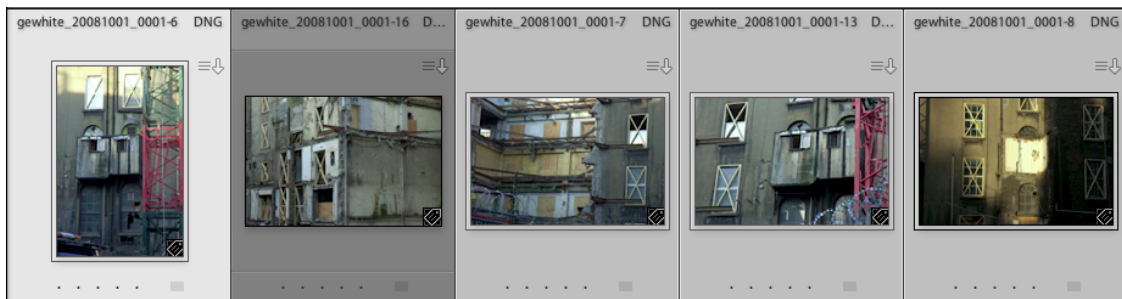 gewhite_20081001_0001-6 DNG
gewhite_20081001_0001-16 D...
gewhite_20081001_0001-7 DNG
gewhite_20081001_0001-13 D...
gewhite_20081001_0001-8 DNG